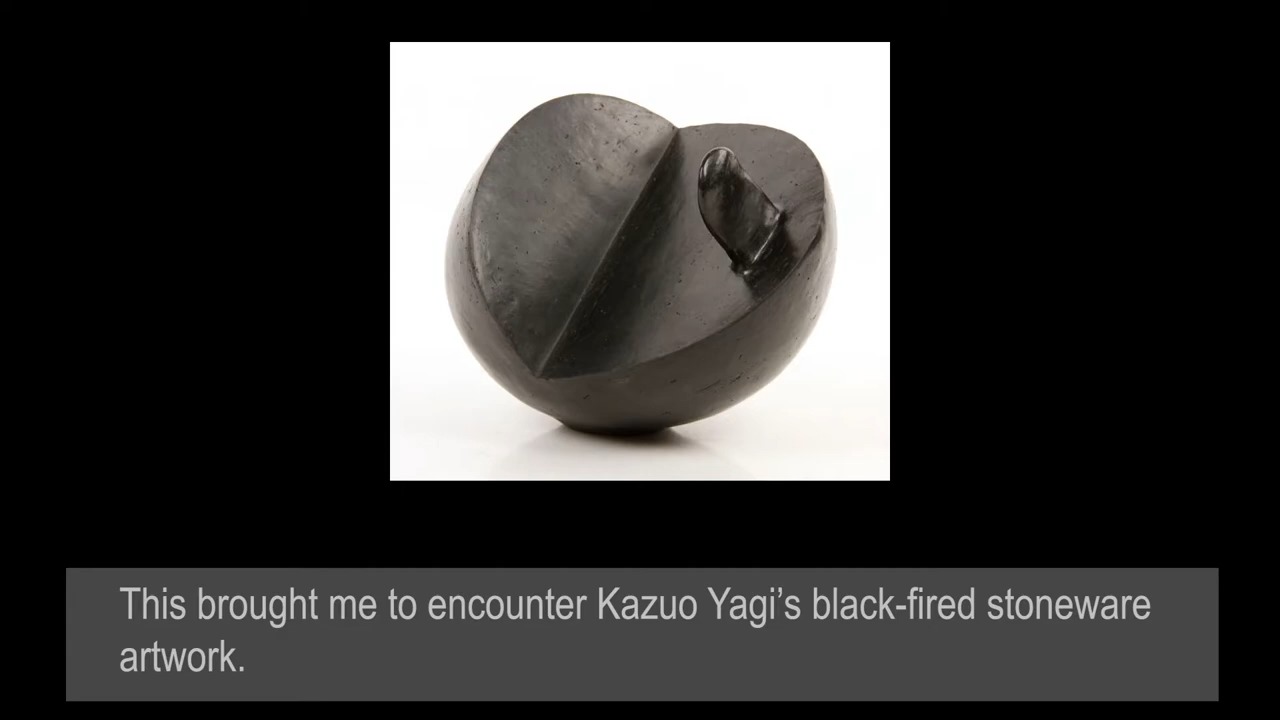 This brought me to encounter Kazuo Yagi’s black-fired stoneware
artwork.